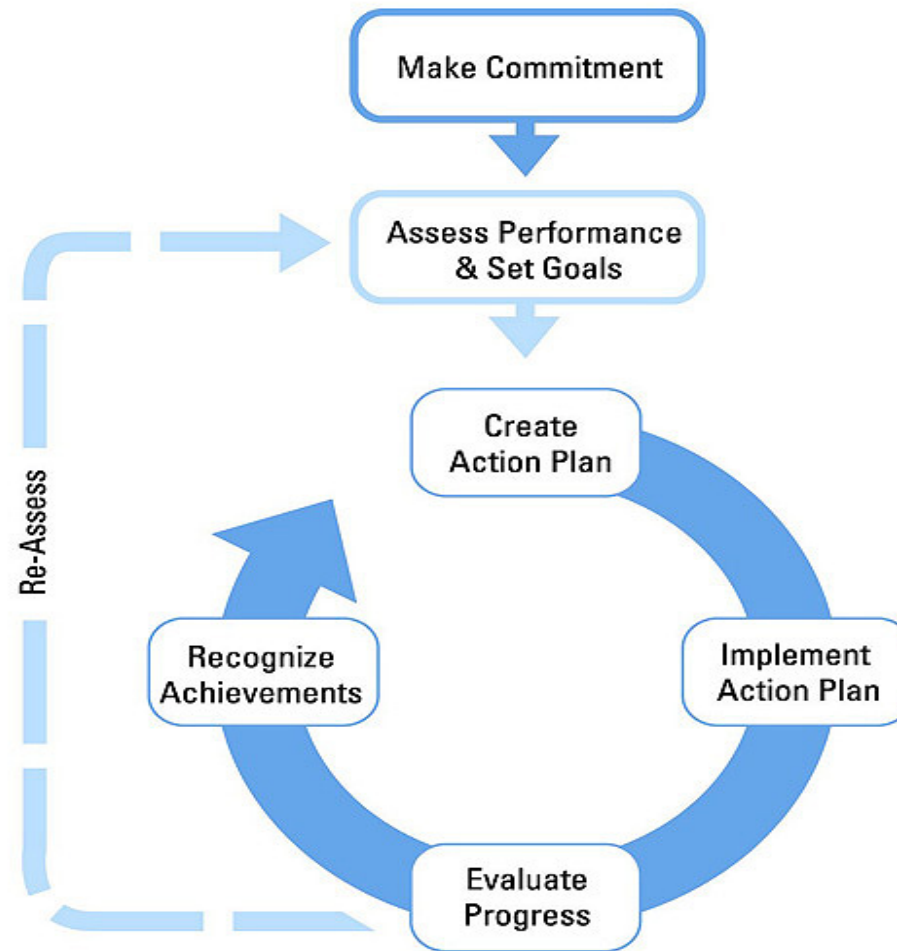 Make Commitment
Assess Performance
& Set Goals
Create
Action Plan
Re-Assess
Recognize
Achievements
Implement
Action Plan
Evaluate
Progress